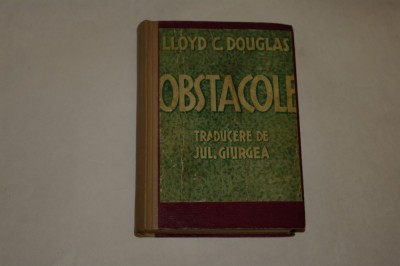 LLOYD C. DOUGLAS
OBSTACOLE
TRADUCERE DE
JUL. GIURGEA